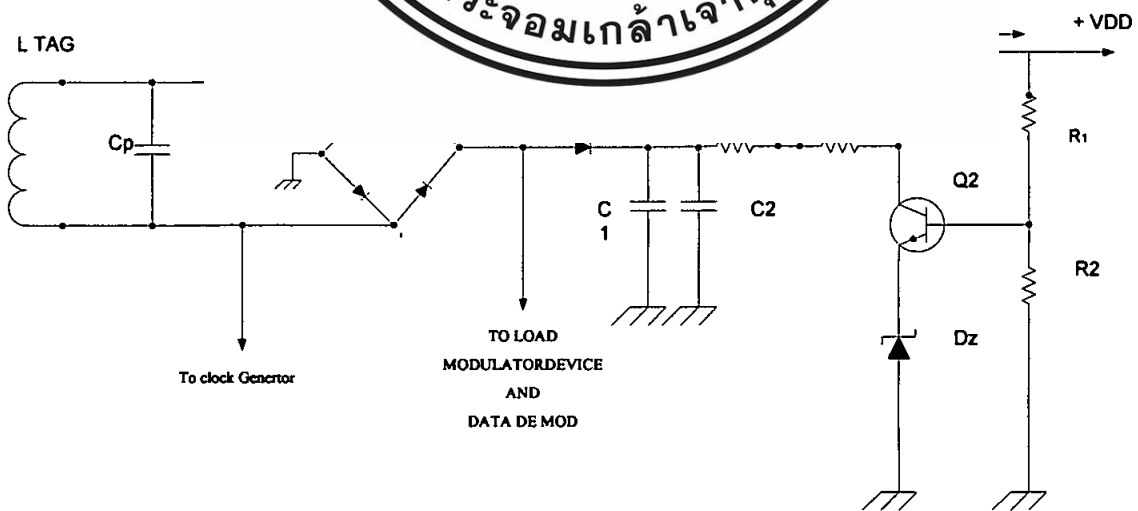 พระจอมเกล้าเจ้า
+ VDD
L TAG
Cp
R1
Q2
C
1
C2
R2
Dz
TO LOAD
MODULATORDEVICE
AND
DATA DE MOD
To clock Genertor